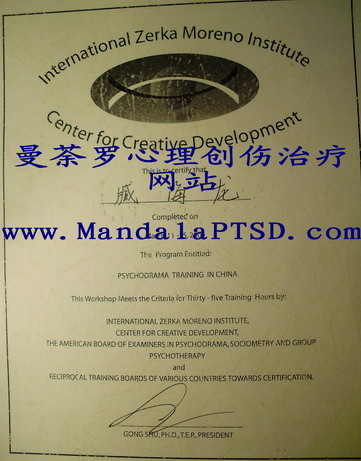 International Zerka Moreno Institute
Center for Creative Development
曼荼罗心理创伤治疗
网站
This is to certify that
臧海龙
Completed on
www.MandalaPTSD.com
The Program Entitled:
PSYCHODRAMA TRAINING IN CHINA
This Workshop Meets the Criteria for Thirty - five Training Hours by:
INTERNATIONAL ZERKA MORENO INSTITUTE,
CENTER FOR CREATIVE DEVELOPMENT,
THE AMERICAN BOARD OF EXAMINERS IN PSYCHODRAMA, SOCIOMETRY AND GROUP
PSYCHOTHERAPY
and
RECIPROCAL TRAINING BOARDS OF VARIOUS COUNTRIES TOWARDS CERTIFICATION.
GONG SHU, PH.D., T.E.P., PRESIDENT